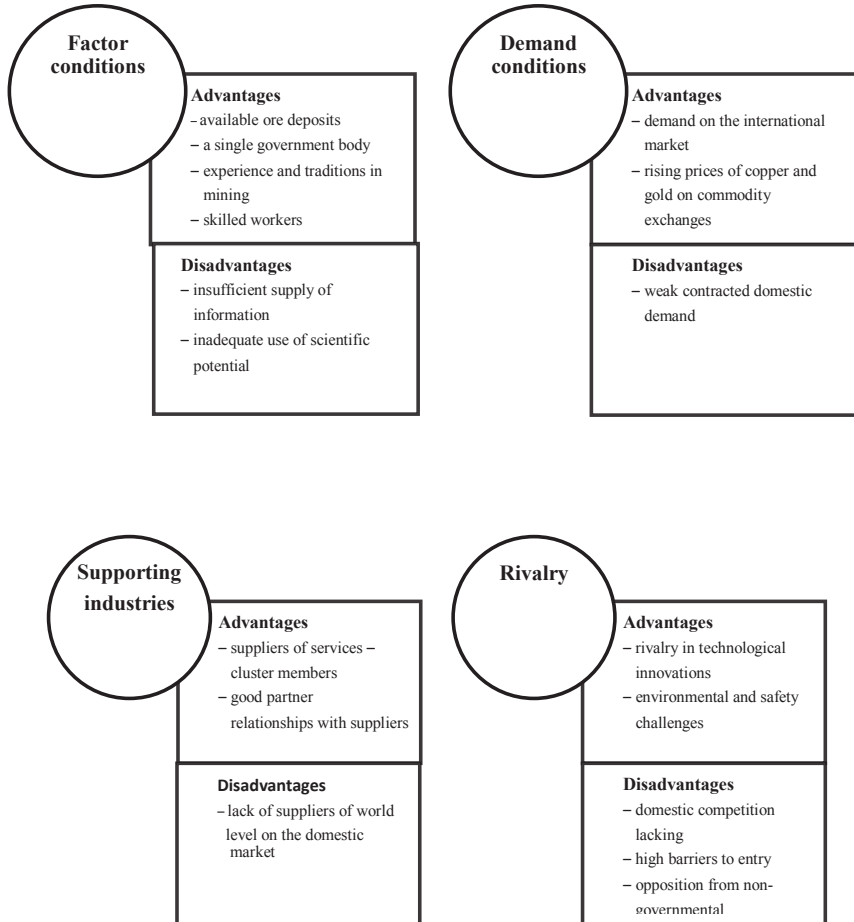 Factor
conditions
Advantages
– available ore deposits
– a single government body
– experience and traditions in
mining
– skilled workers
Disadvantages
– insufficient supply of
information
– inadequate use of scientific
potential
Demand
conditions
Advantages
– demand on the international
market
– rising prices of copper and
gold on commodity
exchanges
Disadvantages
– weak contracted domestic
demand
Supporting
industries
Advantages
– suppliers of services –
cluster members
– good partner
relationships with suppliers
Disadvantages
– lack of suppliers of world
level on the domestic
market
Rivalry
Advantages
– rivalry in technological
innovations
– environmental and safety
challenges
Disadvantages
– domestic competition
lacking
– high barriers to entry
– opposition from non-
governmental